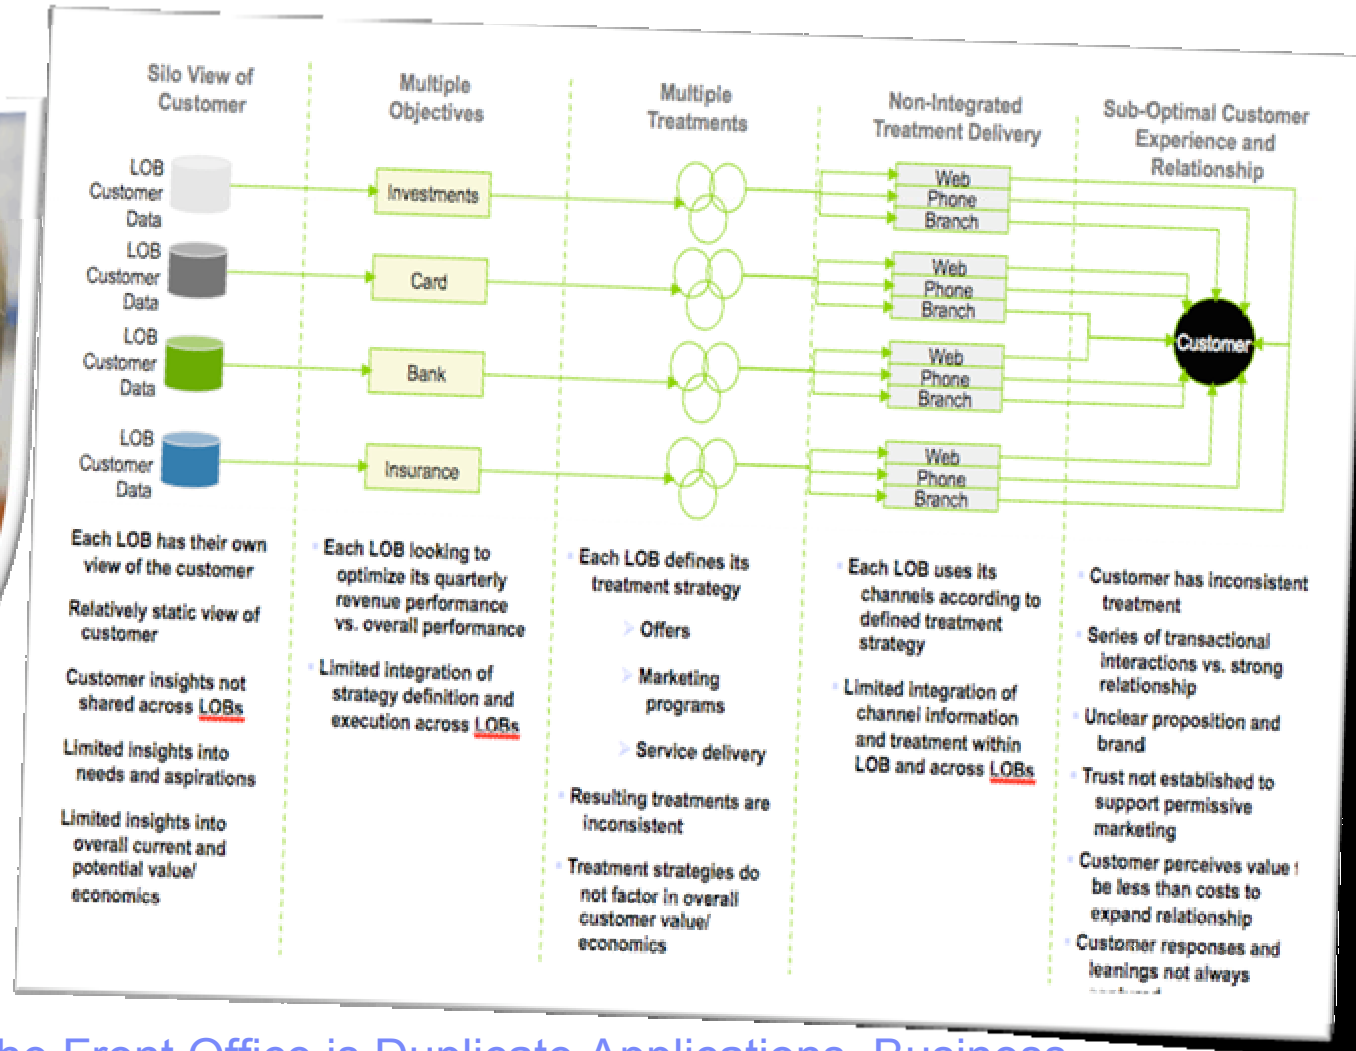 Silo View of
Customer
Multiple
Objectives
Multiple
Treatments
Non-Integrated
Treatment Delivery
Sub-Optimal Customer
Experience and
Relationship
LOB
Customer
Data
LOB
Customer
Data
LOB
Customer
Data
LOB
Customer
Data
Investments
Card
Bank
Insurance
Web
Phone
Branch
Web
Phone
Branch
Web
Phone
Branch
Web
Phone
Branch
Customer
Each LOB has their own
view of the customer
Relatively static view of
customer
Customer insights not
shared across LOBs
Limited insights into
needs and aspirations
Limited insights into
overall current and
potential value/
economics
Each LOB looking to
optimize its quarterly
revenue performance
vs. overall performance
Limited integration of
strategy definition and
execution across LOBs
Each LOB defines its
treatment strategy
Offers
Marketing
programs
Service delivery
Resulting treatments are
inconsistent
Treatment strategies do
not factor in overall
customer value/
economics
Each LOB uses its
channels according to
defined treatment
strategy
Limited integration of
channel information
and treatment within
LOB and across LOBs
Customer has inconsistent
treatment
Series of transactional
interactions vs. strong
relationship
Unclear proposition and
brand
Trust not established to
support permissive
marketing
Customer perceives value
be less than costs to
expand relationship
Customer responses and
leanings not always
Front Office is Duplicate Applications, Business